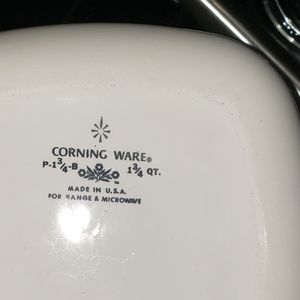 CORNING WARE®
P-1¾-B 1¾ QT.
MADE IN U.S.A.
FOR RANGE & MICROWAVE